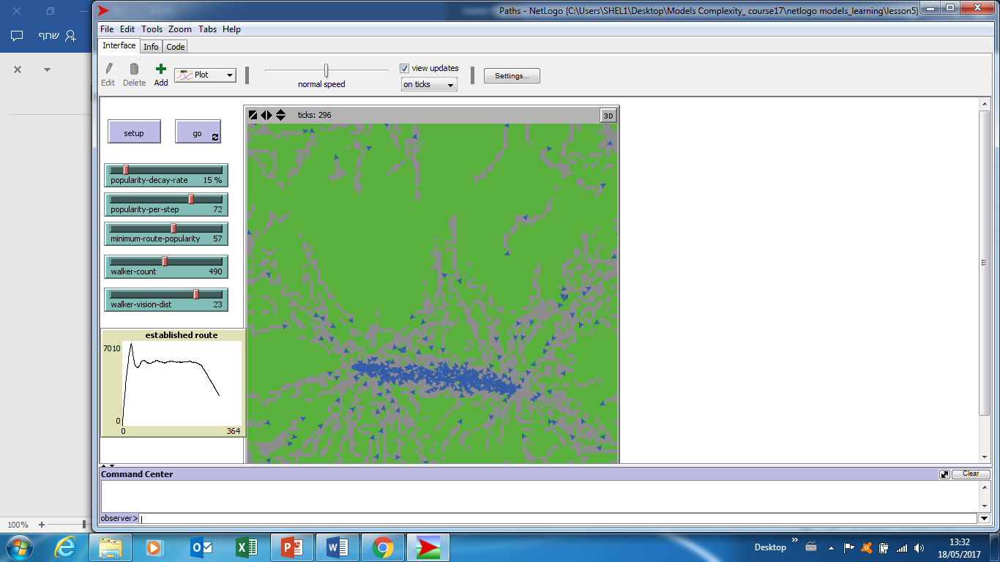 Paths - NetLogo {C:\Users\SHEL1\Desktop\Models Complexity_ course17\netlogo models_learning\lesson5}
שתף
File Edit Tools Zoom Tabs Help
Interface Info Code
Edit Delete Add
abc Plot
normal speed
view updates
on ticks
Settings...
ticks: 296
3D
setup go
popularity-decay-rate 15 %
popularity-per-step 72
minimum-route-popularity 57
walker-count 490
walker-vision-dist 23
established route
7010
0
0 364
Command Center
Clear
observer>
100%
Desktop
13:32
18/05/2017